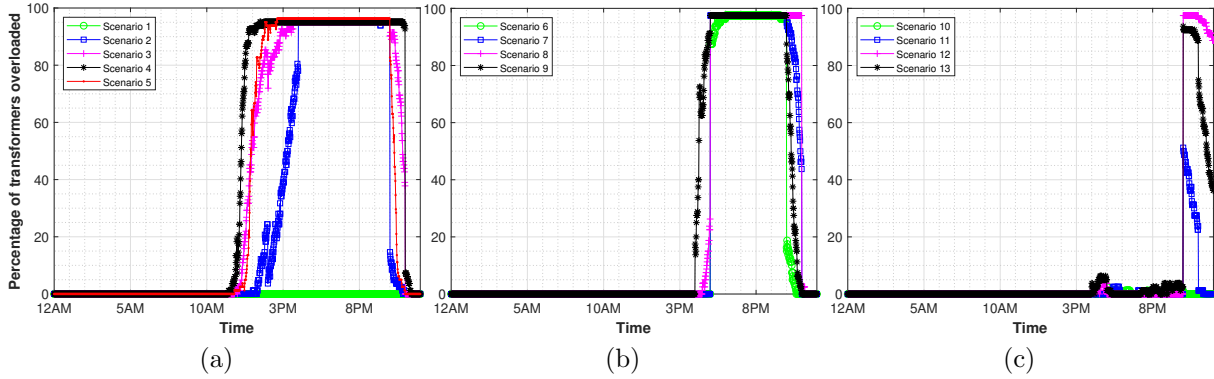 Percentage of transformers overloaded
100
80
60
40
20
0
Scenario 1
Scenario 2
Scenario 3
Scenario 4
Scenario 5
12AM 5AM 10AM 3PM 8PM
Time
(a)
100
80
60
40
20
0
Scenario 6
Scenario 7
Scenario 8
Scenario 9
12AM 5AM 10AM 3PM 8PM
Time
(b)
100
80
60
40
20
0
Scenario 10
Scenario 11
Scenario 12
Scenario 13
12AM 5AM 10AM 3PM 8PM
Time
(c)